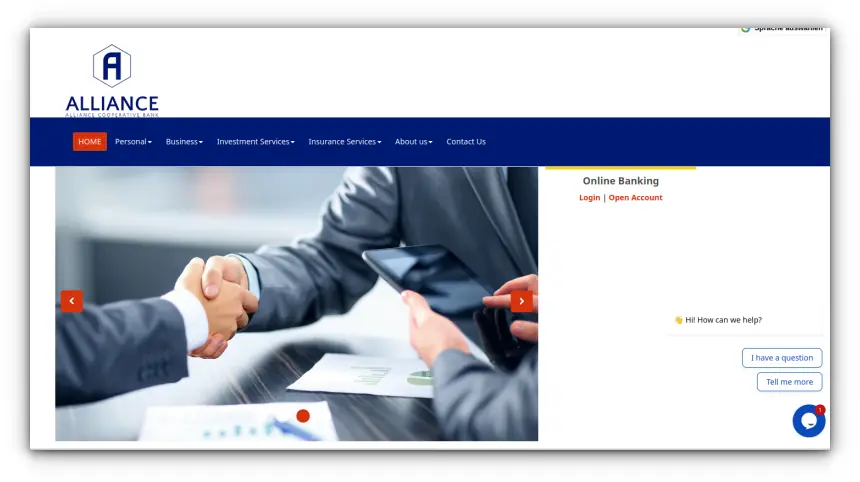 Sprache auswählen
ALLIANCE
ALLIANCE COOPERATIVE BANK
HOME Personal Business Investment Services Insurance Services About us Contact Us
Online Banking
Login | Open Account
👋 Hi! How can we help?
I have a question
Tell me more
1